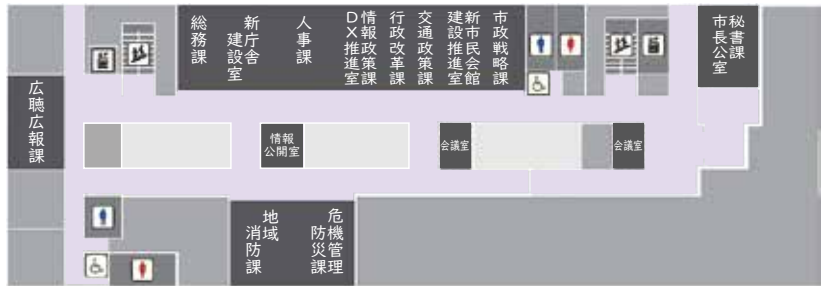 総務課
新庁舎
建設室
人事課
情報政策課
DX推進室
行政改革課
交通政策課
新市民会館
建設推進室
市政戦略課
秘書課
市長公室
広聴広報課
情報
公開室
会議室
会議室
地域
消防課
危機管理
防災課